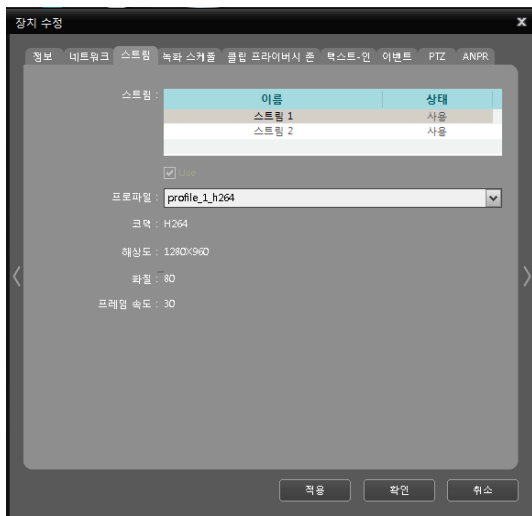 장치 수정
정보 네트워크 스트림 녹화 스케줄 클립 프라이버시 존 텍스트-인 이벤트 PTZ ANPR
스트림 : 이름 상태
스트림 1 사용
스트림 2 사용
Use
프로파일 : profile_1_h264
코덱 : H264
해상도 : 1280X960
화질 : 80
프레임 속도 : 30
적용 확인 취소